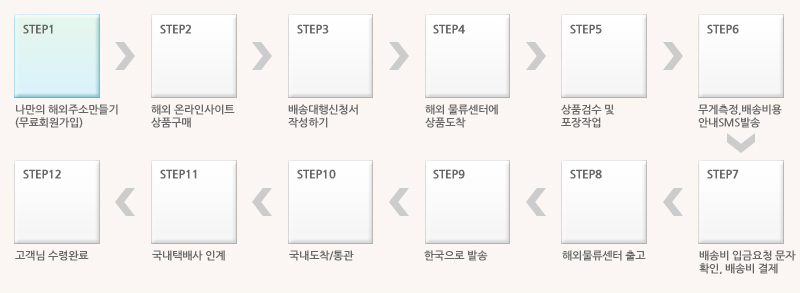 STEP1
나만의 해외주소만들기
(무료회원가입)
STEP2
해외 온라인사이트
상품구매
STEP3
배송대행신청서
작성하기
STEP4
해외 물류센터에
상품도착
STEP5
상품검수 및
포장작업
STEP6
무게측정,배송비용
안내SMS발송
STEP7
배송비 입금요청 문자
확인, 배송비 결제
STEP8
해외물류센터 출고
STEP9
한국으로 발송
STEP10
국내도착/통관
STEP11
국내택배사 인계
STEP12
고객님 수령완료